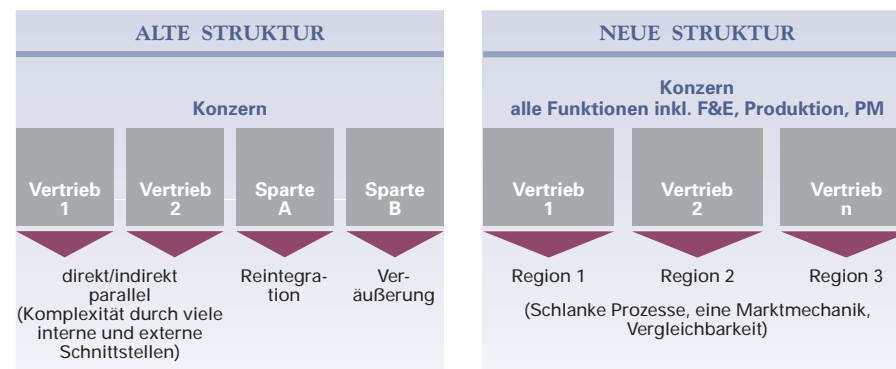 ALTE STRUKTUR
Konzern
Vertrieb
1
Vertrieb
2
Sparte
A
Sparte
B
direkt/indirekt
parallel
(Komplexität durch viele
interne und externe
Schnittstellen)
Reintegra-
tion
Ver-
äußerung
NEUE STRUKTUR
Konzern
alle Funktionen inkl. F&E, Produktion, PM
Vertrieb
1
Vertrieb
2
Vertrieb
n
Region 1
Region 2
Region 3
(Schlanke Prozesse, eine Marktmechanik,
Vergleichbarkeit)